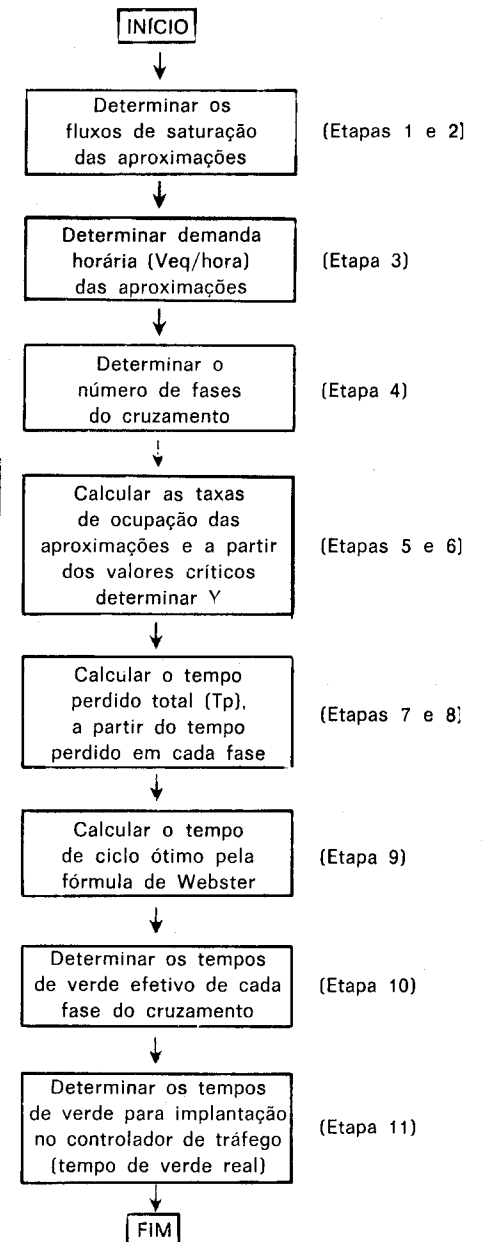 INÍCIO
Determinar os
fluxos de saturação
das aproximações
(Etapas 1 e 2)
Determinar demanda
horária (Veq/hora)
das aproximações
(Etapa 3)
Determinar o
número de fases
do cruzamento
(Etapa 4)
Calcular as taxas
de ocupação das
aproximações e a partir
dos valores críticos
determinar Y
(Etapas 5 e 6)
Calcular o tempo
perdido total (Tp),
a partir do tempo
perdido em cada fase
(Etapas 7 e 8)
Calcular o tempo
de ciclo ótimo pela
fórmula de Webster
(Etapa 9)
Determinar os tempos
de verde efetivo de cada
fase do cruzamento
(Etapa 10)
Determinar os tempos
de verde para implantação
no controlador de tráfego
(tempo de verde real)
(Etapa 11)
FIM